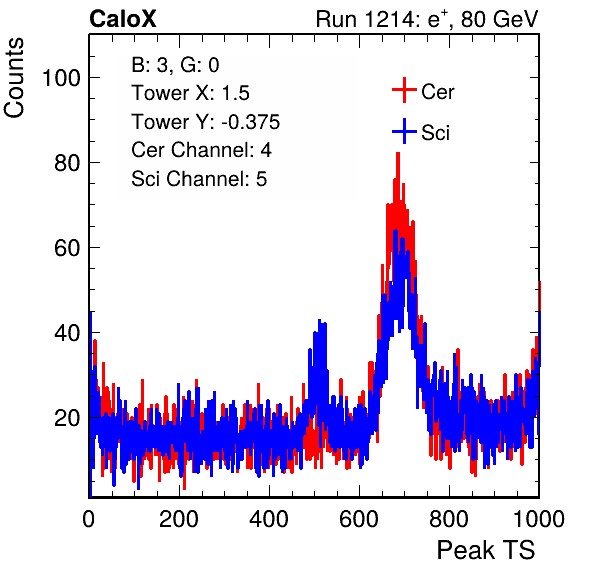 CaloX
Run 1214: e+, 80 GeV
Counts
B: 3, G: 0
Tower X: 1.5
Tower Y: -0.375
Cer Channel: 4
Sci Channel: 5
Cer
Sci
100
80
60
40
20
0
200
400
600
800
1000
Peak TS